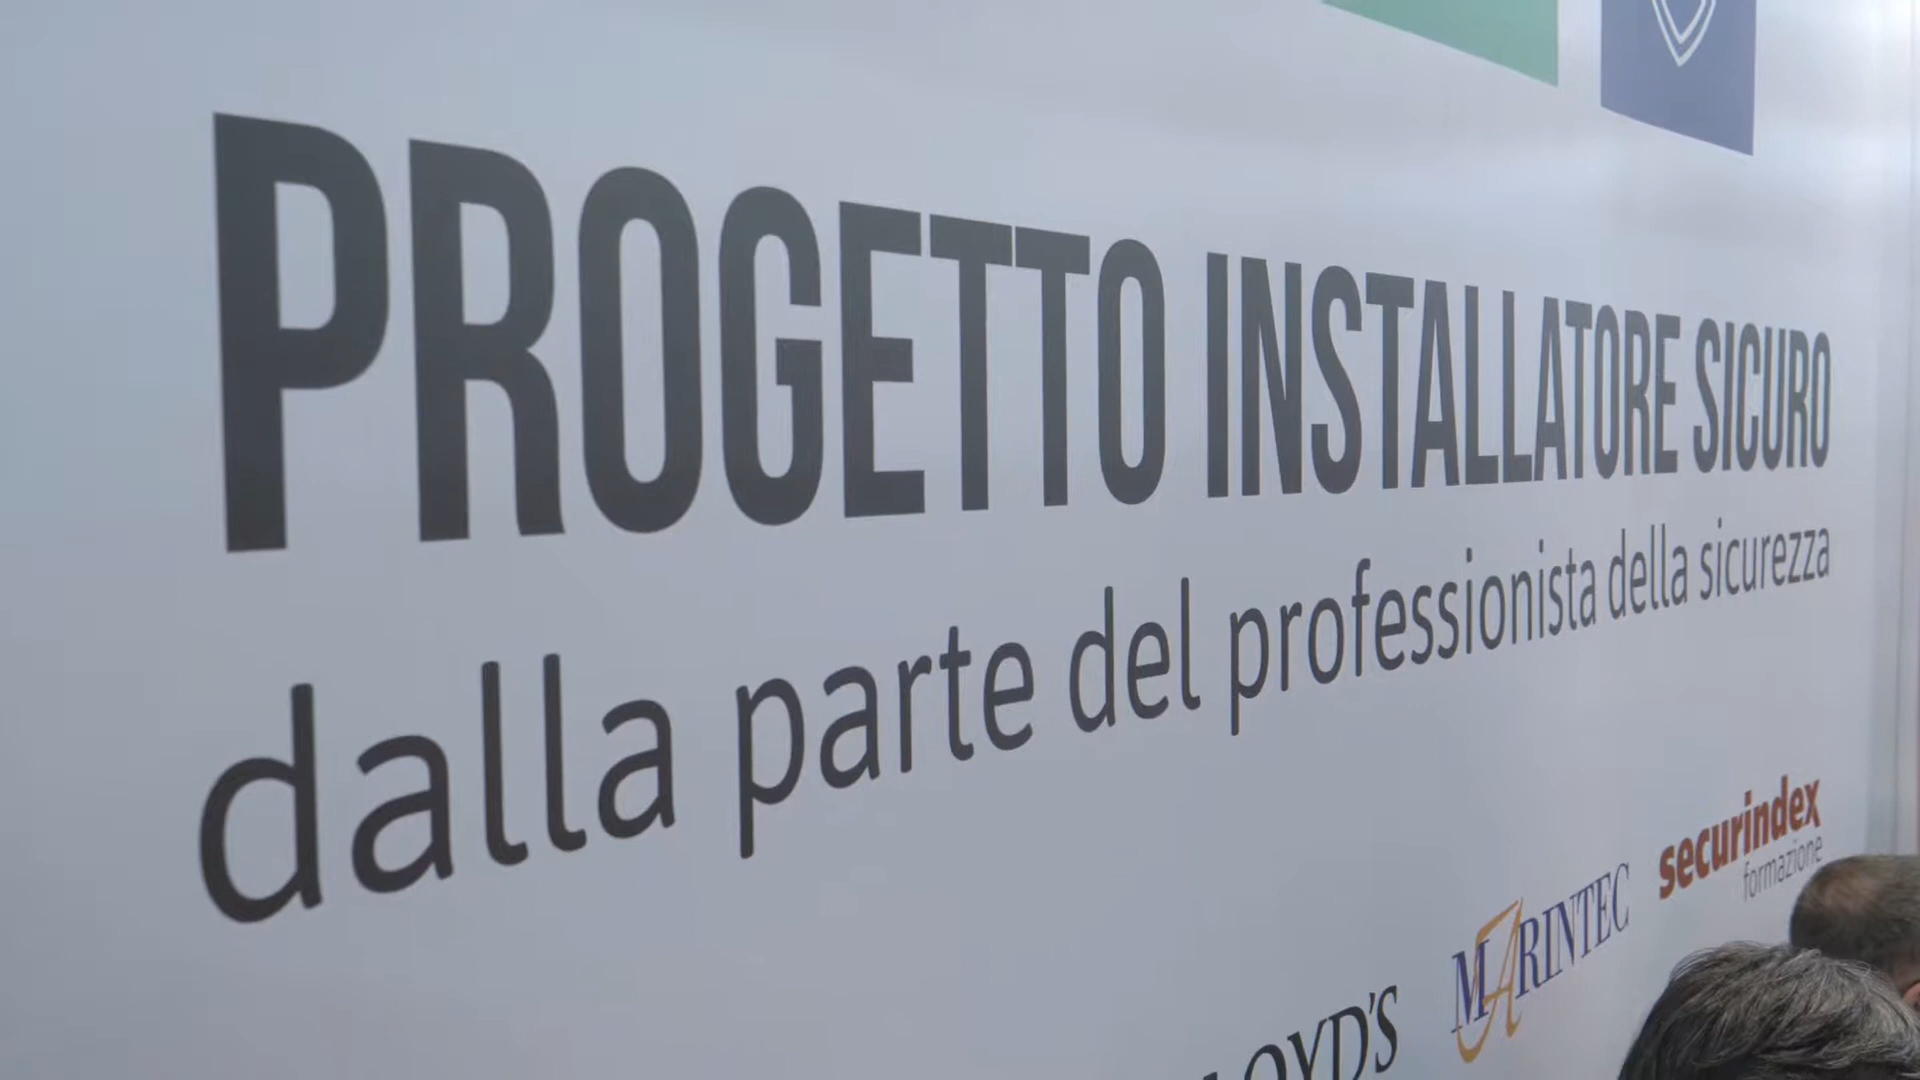 PROGETTO INSTALLATORE SICURO
dalla parte del professionista della sicurezza
securindex
formazione
MARINTEC